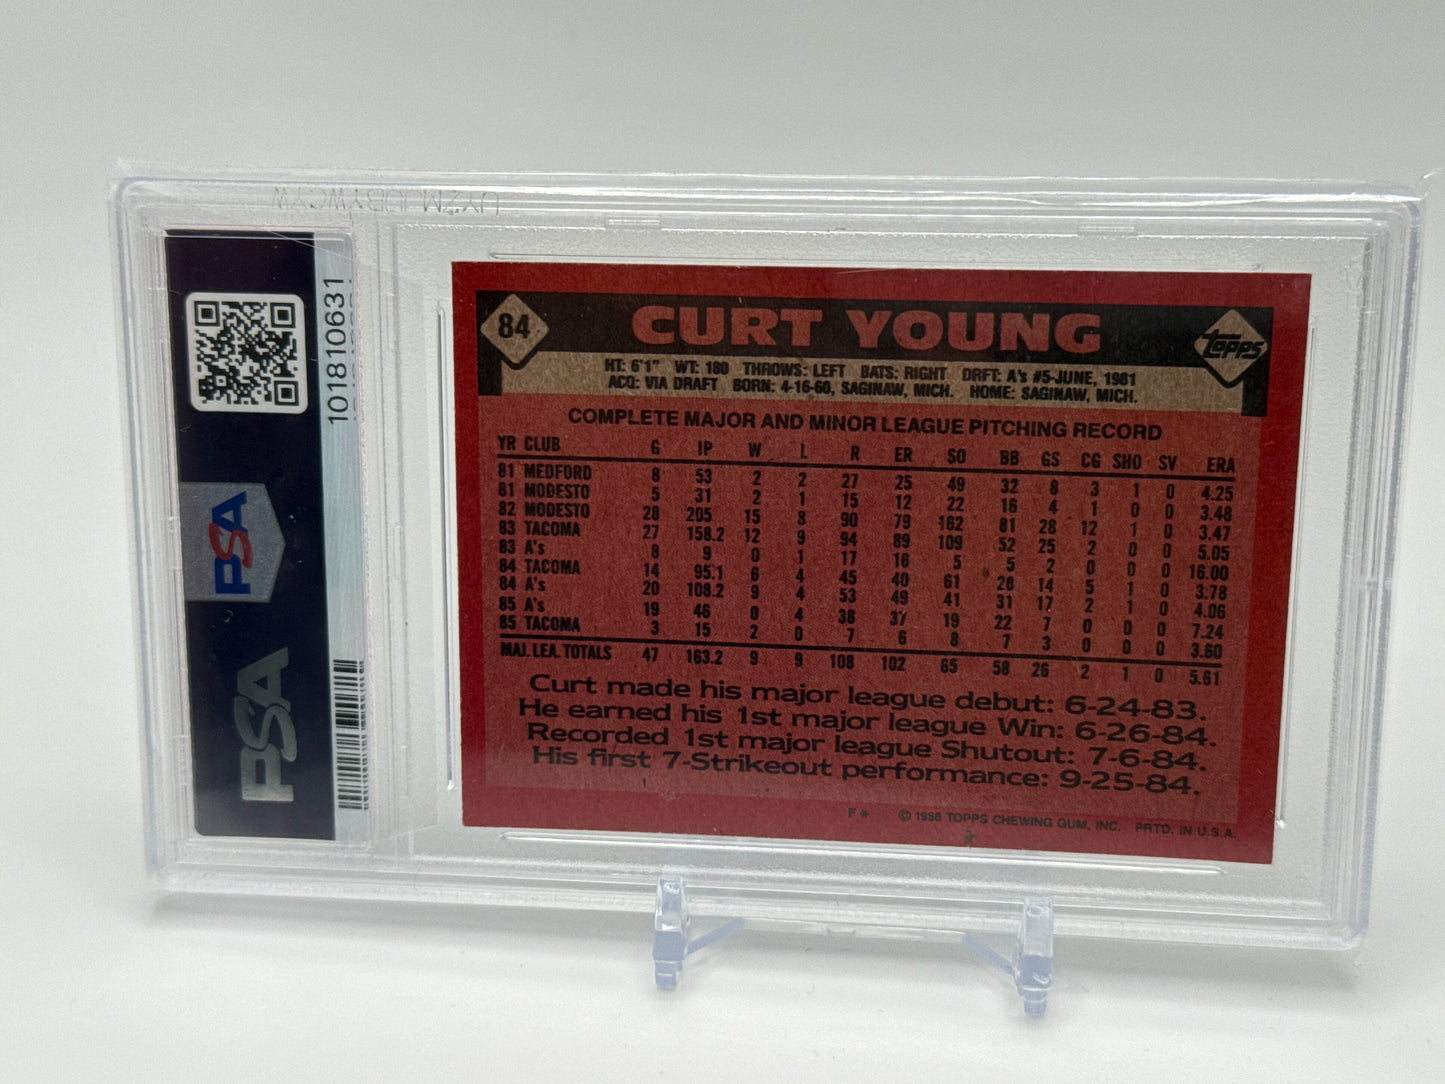 101810631
PSA
PSA
84
CURT YOUNG
Topps
HT: 6'1" WT: 180 THROWS: LEFT BATS: RIGHT DRFT: A's #5-JUNE, 1981
ACQ: VIA DRAFT BORN: 4-16-60, SAGINAW, MICH. HOME: SAGINAW, MICH.
COMPLETE MAJOR AND MINOR LEAGUE PITCHING RECORD
YR CLUB G IP W L R ER SO BB GS CG SHO SV ERA
81 MEDFORD 8 53 2 2 27 25 49 32 8 3 1 0 4.25
81 MODESTO 5 31 2 1 15 12 22 16 4 1 0 0 3.48
82 MODESTO 28 205 15 8 90 79 162 81 28 12 1 0 3.47
83 TACOMA 27 158.2 12 9 94 89 109 52 25 2 0 0 5.05
83 A's 8 9 0 1 17 16 5 5 2 0 0 0 16.00
84 TACOMA 14 95.1 6 4 45 40 61 28 14 5 1 0 3.78
84 A's 20 108.2 9 4 53 49 41 31 17 2 1 0 4.06
85 A's 19 46 0 4 38 37 19 22 7 0 0 0 7.24
85 TACOMA 3 15 2 0 7 6 8 7 3 0 0 0 3.60
MAJ. LEA. TOTALS 47 163.2 9 9 108 102 65 58 26 2 1 0 5.61
Curt made his major league debut: 6-24-83.
He earned his 1st major league Win: 6-26-84.
Recorded 1st major league Shutout: 7-6-84.
His first 7-Strikeout performance: 9-25-84.
F* © 1986 TOPPS CHEWING GUM, INC. PRTD. IN U.S.A.